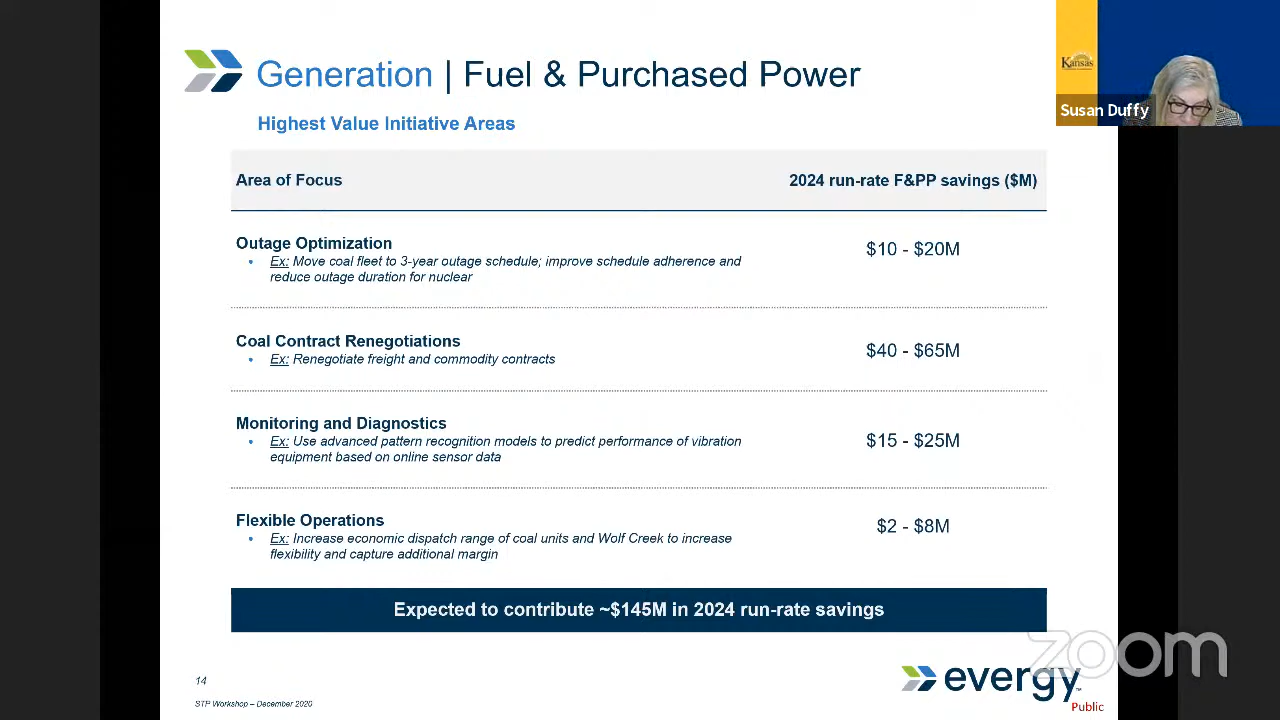 Generation | Fuel & Purchased Power
Kansas
Susan Duffy
Highest Value Initiative Areas
Area of Focus
2024 run-rate F&PP savings ($M)
Outage Optimization
$10 - $20M
• Ex: Move coal fleet to 3-year outage schedule; improve schedule adherence and
reduce outage duration for nuclear
Coal Contract Renegotiations
$40 - $65M
• Ex: Renegotiate freight and commodity contracts
Monitoring and Diagnostics
$15 - $25M
• Ex: Use advanced pattern recognition models to predict performance of vibration
equipment based on online sensor data
Flexible Operations
$2 - $8M
• Ex: Increase economic dispatch range of coal units and Wolf Creek to increase
flexibility and capture additional margin
Expected to contribute ~$145M in 2024 run-rate savings
zoom
14
evergy
STP Workshop – December 2020
Public